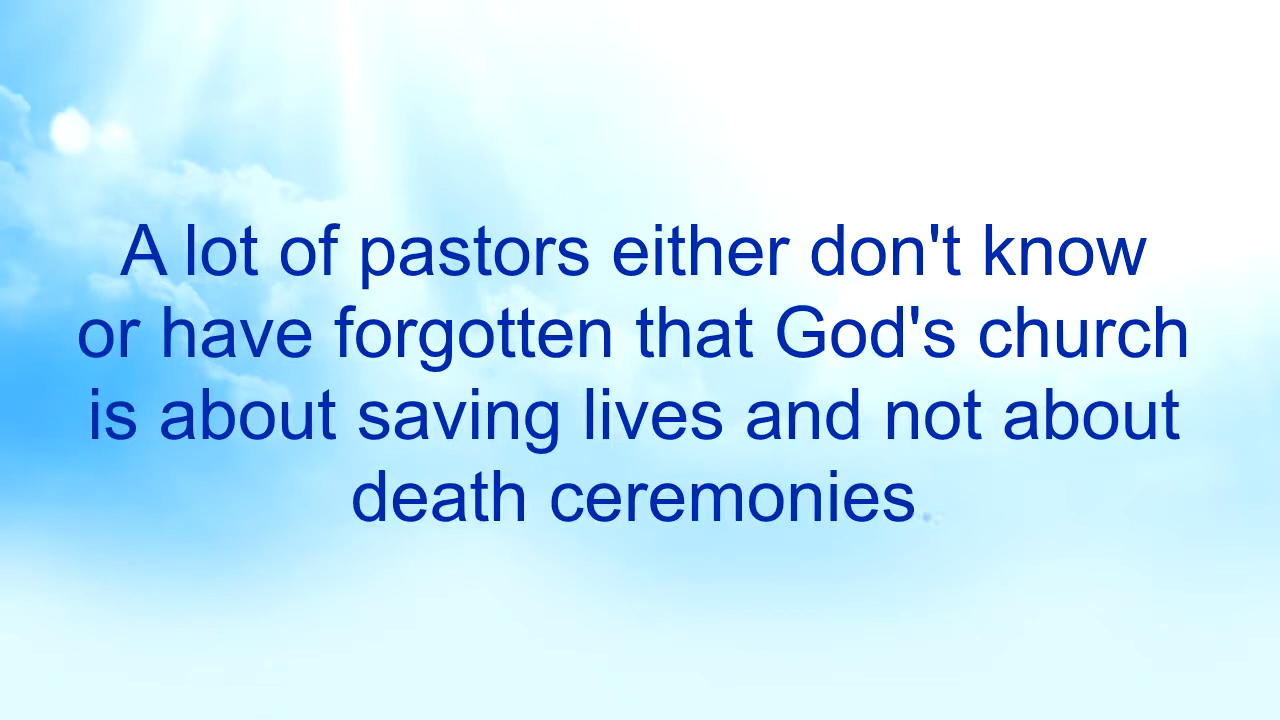 A lot of pastors either don't know
or have forgotten that God's church
is about saving lives and not about
death ceremonies.